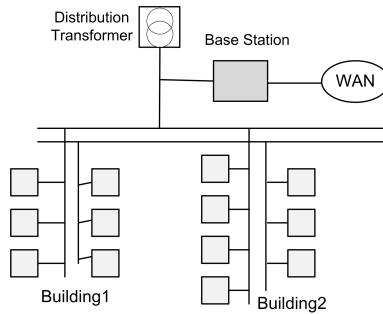 Distribution
Transformer
Base Station
WAN
Building1
Building2